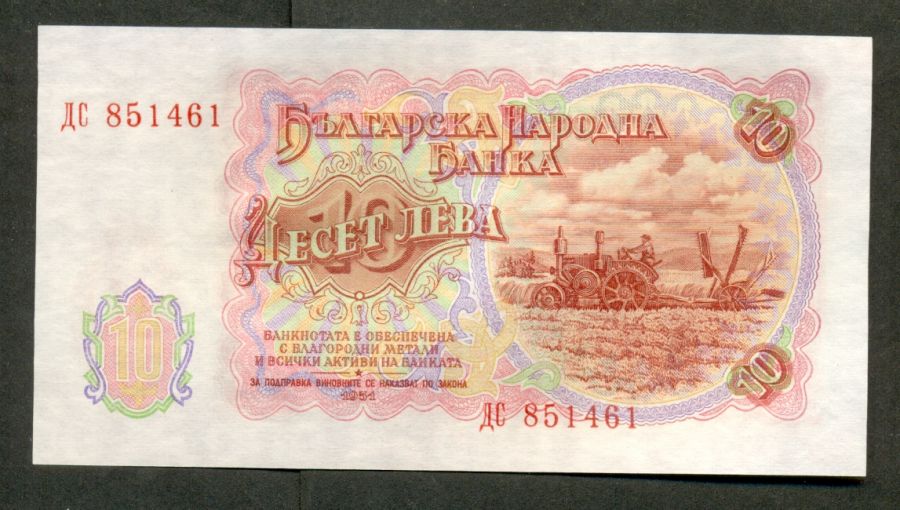 ДС 851461
БЪЛГАРСКА НАРОДНА
БАНКА
10
10
ДЕСЕТ ЛЕВА
10
БАНКНОТАТА Е ОБЕСПЕЧЕНА
С БЛАГОРОДНИ МЕТАЛИ
И ВСИЧКИ АКТИВИ НА БАНКАТА
ЗА ПОДПРАВКА ВИНОВНИТЕ СЕ НАКАЗВАТ ПО ЗАКОНА
1951
10
ДС 851461